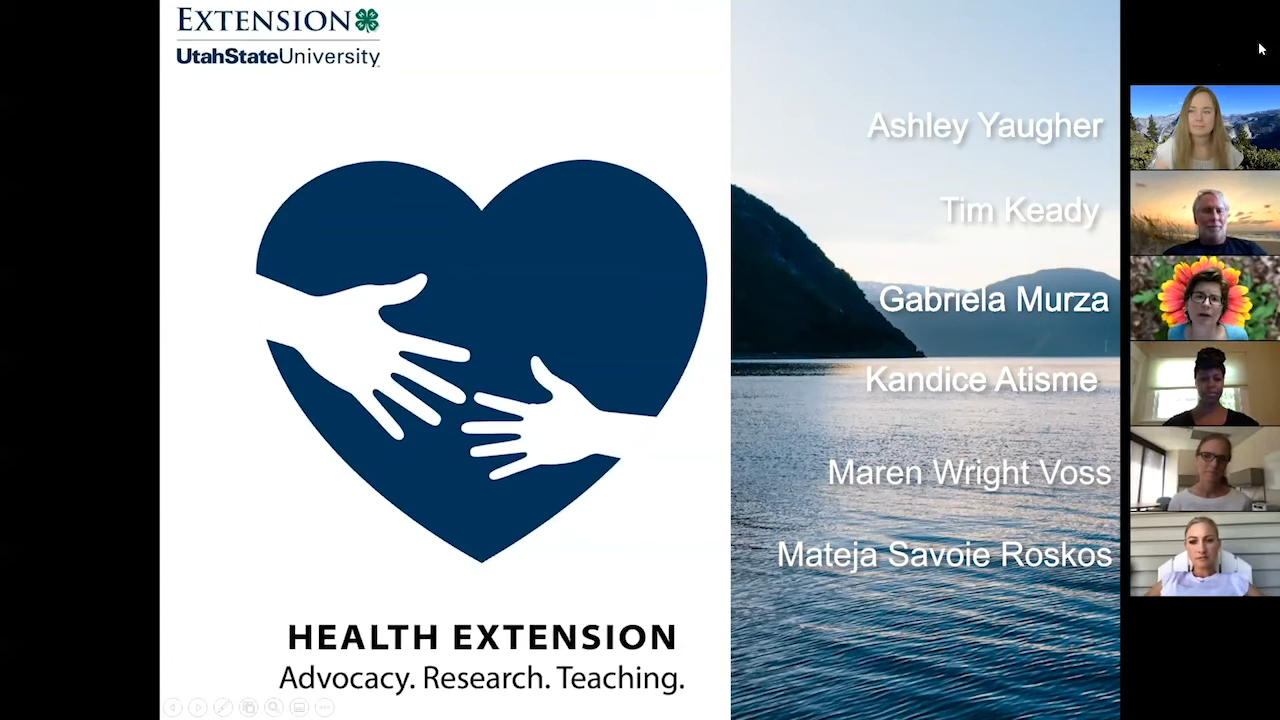 EXTENSION
UtahStateUniversity
HEALTH EXTENSION
Advocacy. Research. Teaching.
Ashley Yaugher
Tim Keady
Gabriela Murza
Kandice Atisme
Maren Wright Voss
Mateja Savoie Roskos